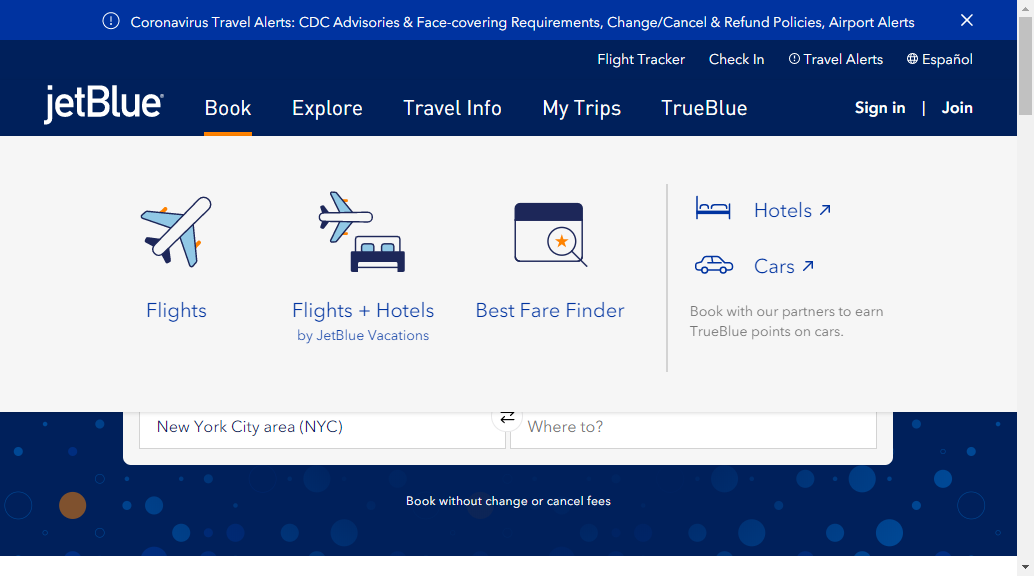 Coronavirus Travel Alerts: CDC Advisories & Face-covering Requirements, Change/Cancel & Refund Policies, Airport Alerts
Flight Tracker Check In Travel Alerts Español
jetBlue Book Explore Travel Info My Trips TrueBlue Sign in | Join
Flights
Flights + Hotels
by JetBlue Vacations
Best Fare Finder
Hotels
Cars
Book with our partners to earn
TrueBlue points on cars.
New York City area (NYC) Where to?
Book without change or cancel fees